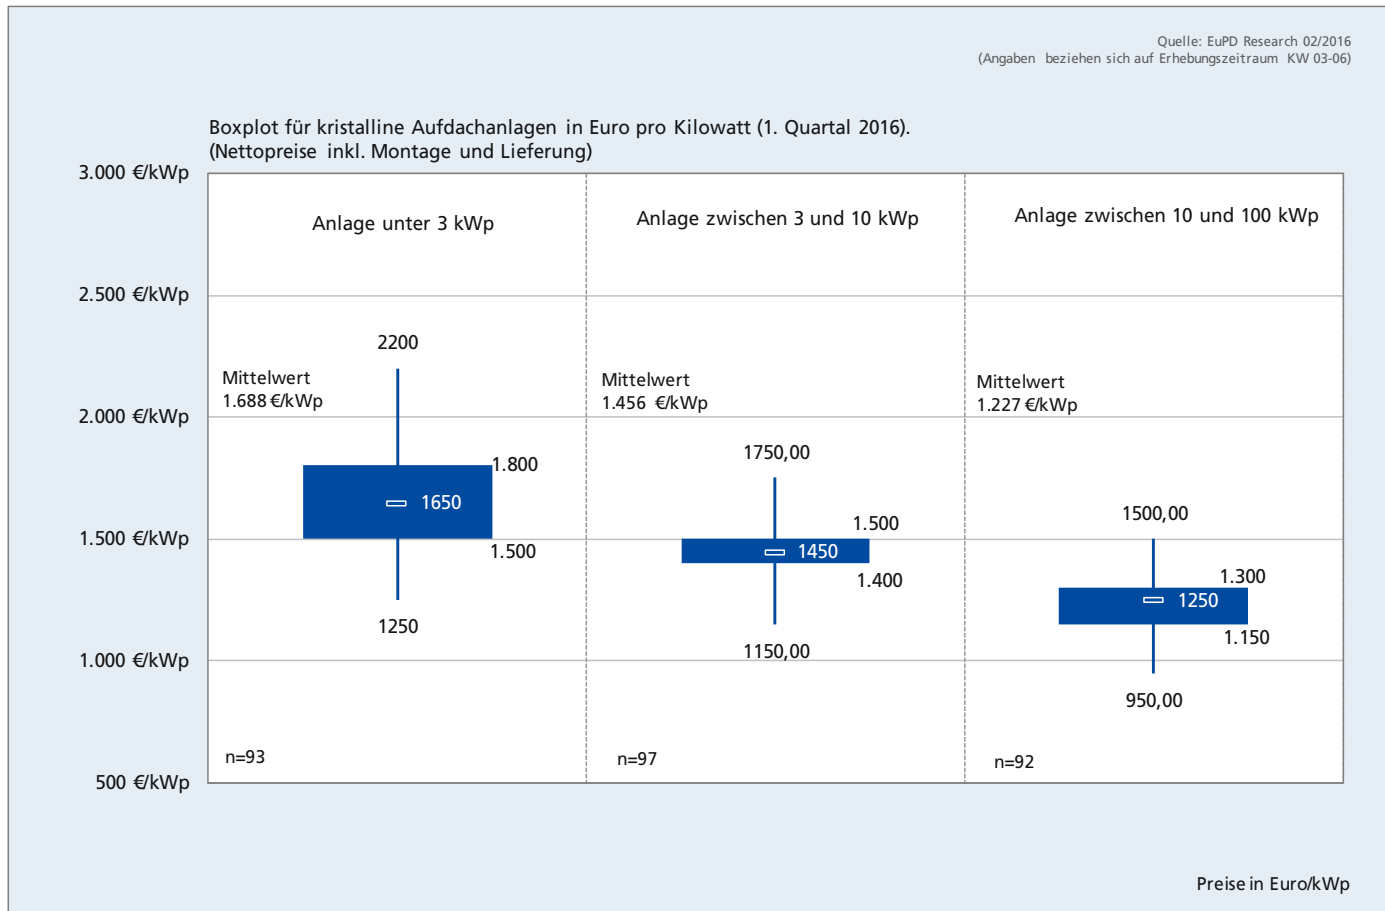 Quelle: EuPD Research 02/2016
(Angaben beziehen sich auf Erhebungszeitraum KW 03-06)
Boxplot für kristalline Aufdachanlagen in Euro pro Kilowatt (1. Quartal 2016).
(Nettopreise inkl. Montage und Lieferung)
3.000 €/kWp
2.500 €/kWp
2.000 €/kWp
1.500 €/kWp
1.000 €/kWp
500 €/kWp
Anlage unter 3 kWp
2200
Mittelwert
1.688 €/kWp
1.800
1650
1.500
1250
n=93
Anlage zwischen 3 und 10 kWp
Mittelwert
1.456 €/kWp
1750,00
1.500
1450
1.400
1150,00
n=97
Anlage zwischen 10 und 100 kWp
Mittelwert
1.227 €/kWp
1500,00
1.300
1250
1.150
950,00
n=92
Preise in Euro/kWp